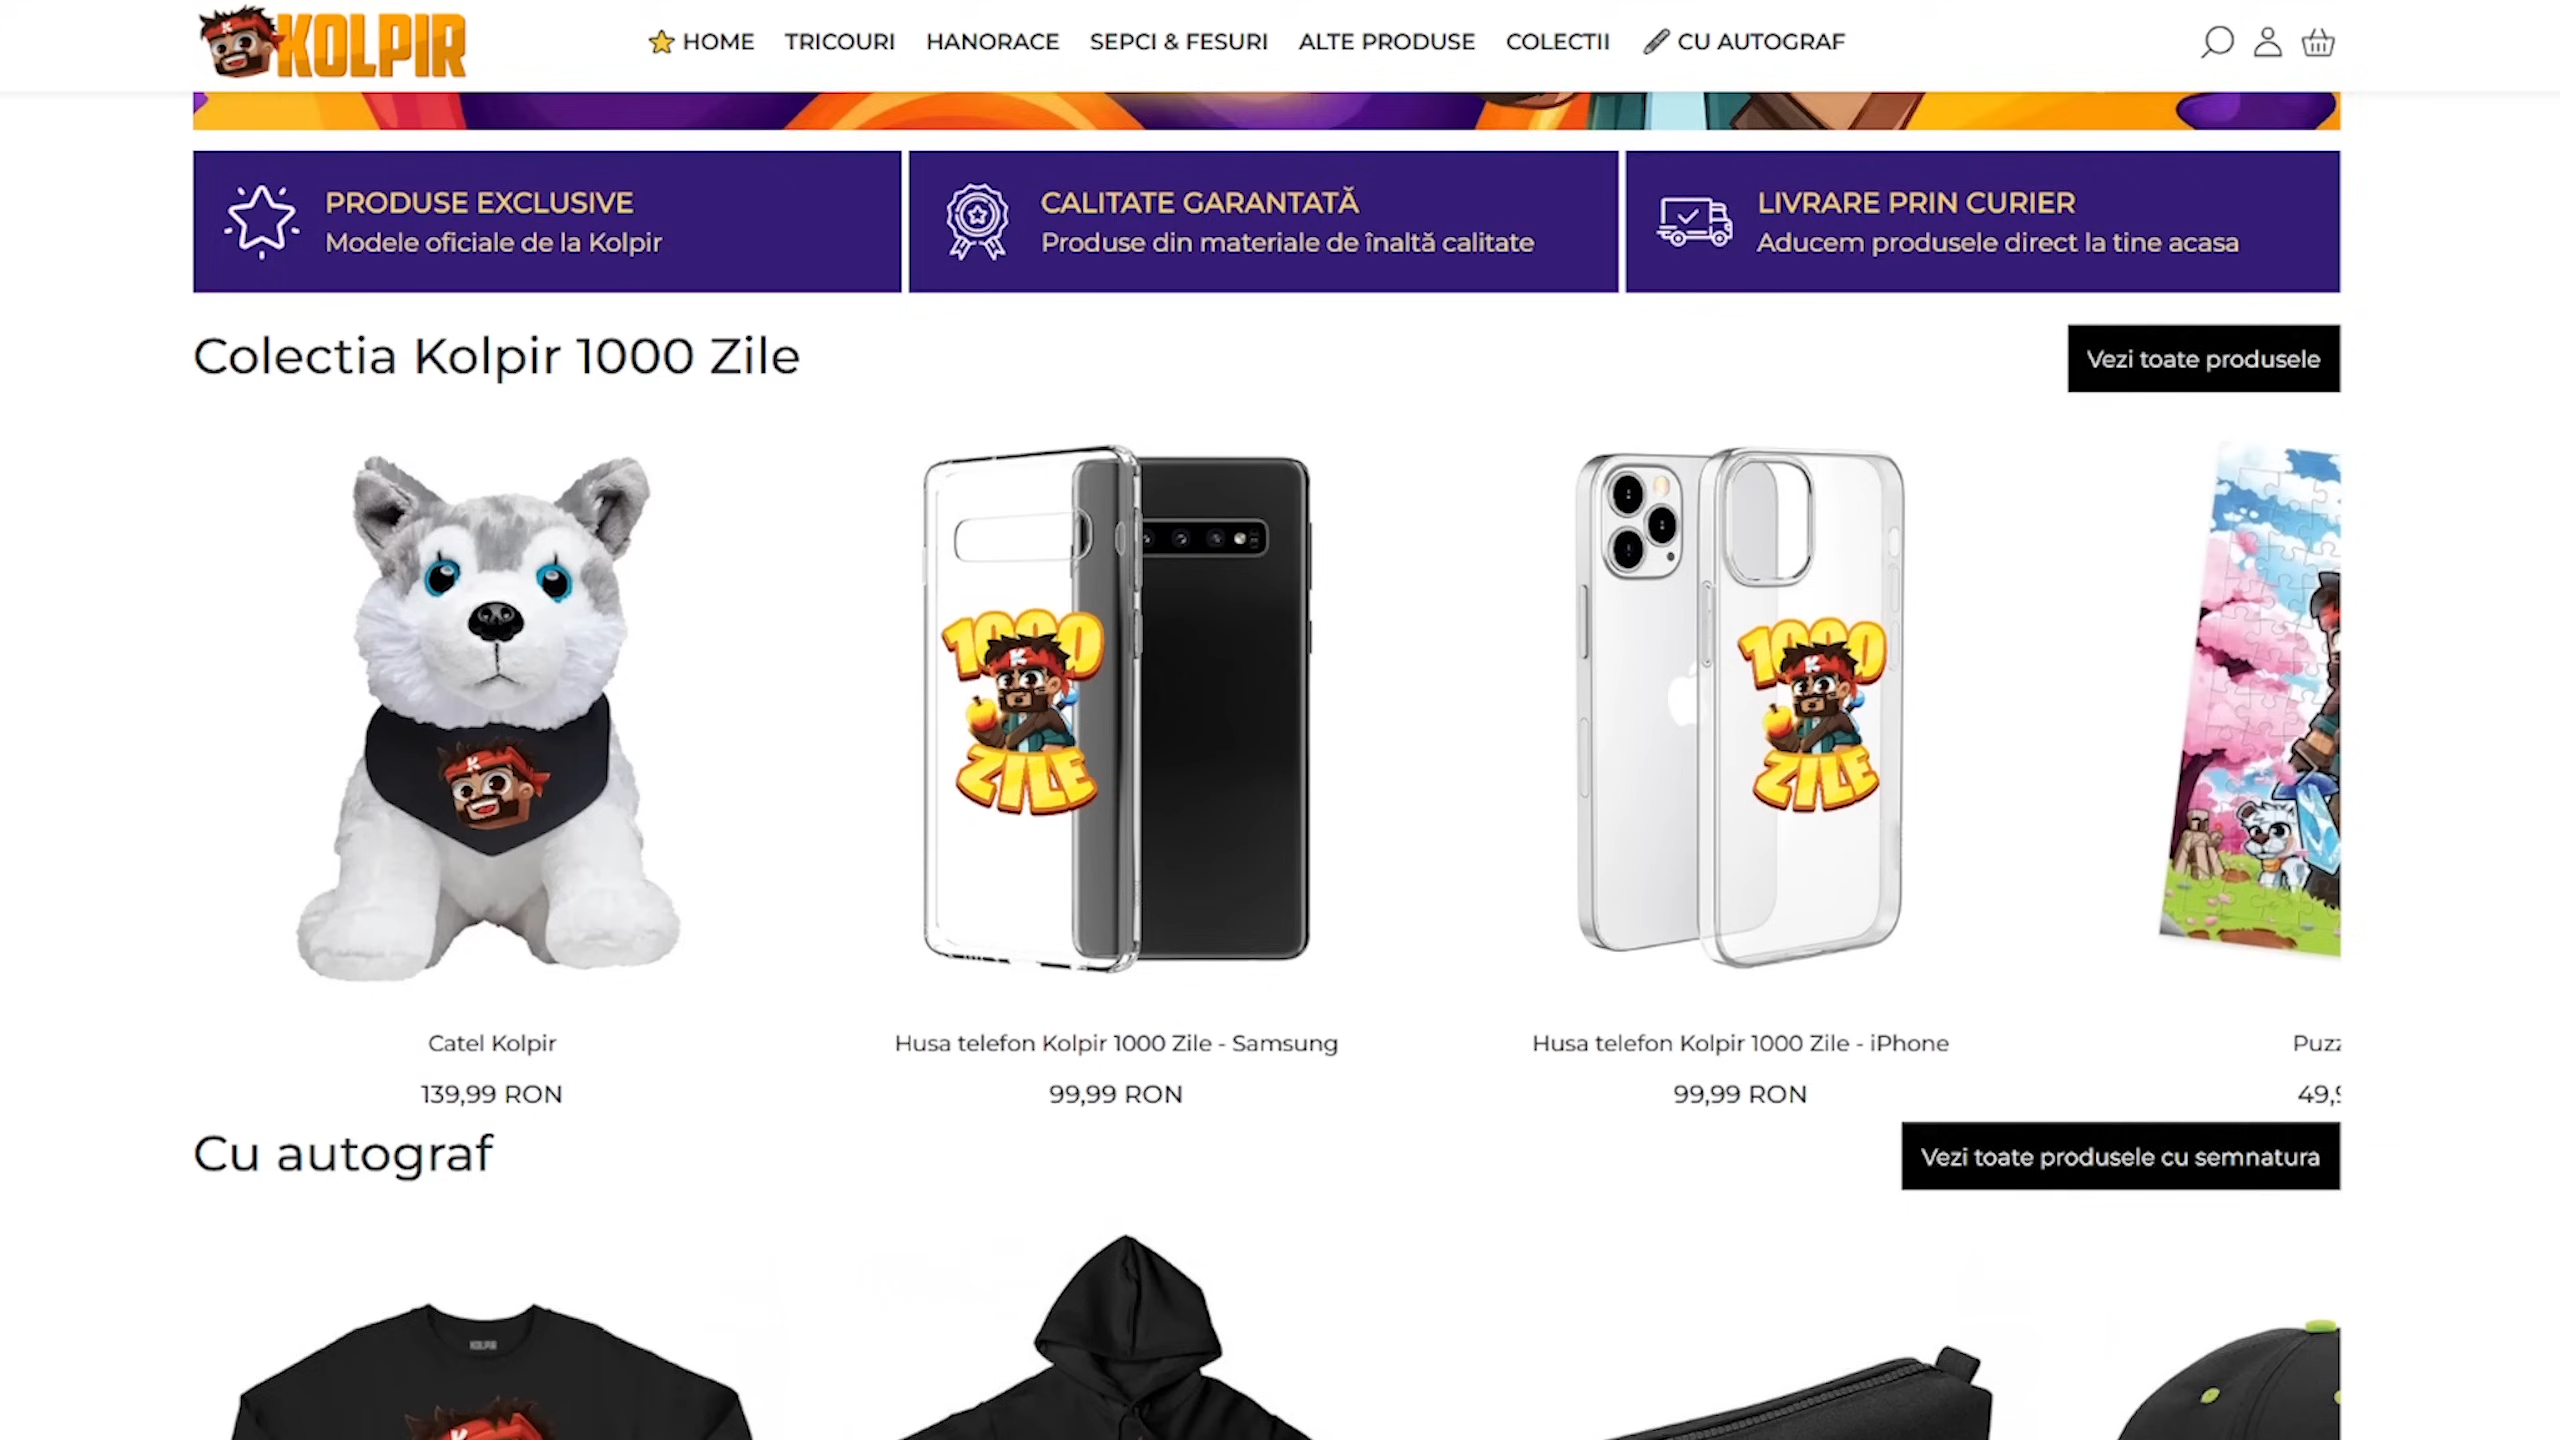 KOLPIR
HOME TRICOURI HANORACE SEPCI & FESURI ALTE PRODUSE COLECTII CU AUTOGRAF
PRODUSE EXCLUSIVE
Modele oficiale de la Kolpir
CALITATE GARANTATĂ
Produse din materiale de înaltă calitate
LIVRARE PRIN CURIER
Aducem produsele direct la tine acasa
Colectia Kolpir 1000 Zile
Vezi toate produsele
1000
ZILE
1000
ZILE
Catel Kolpir
139,99 RON
Husa telefon Kolpir 1000 Zile - Samsung
99,99 RON
Husa telefon Kolpir 1000 Zile - iPhone
99,99 RON
Cu autograf
Vezi toate produsele cu semnatura
KOLPIR